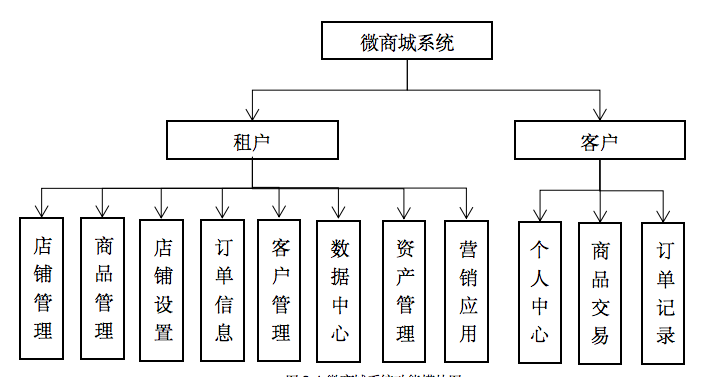 微商城系统
租户
客户
店铺管理
商品管理
店铺设置
订单信息
客户管理
数据中心
资产管理
营销应用
个人中心
商品交易
订单记录